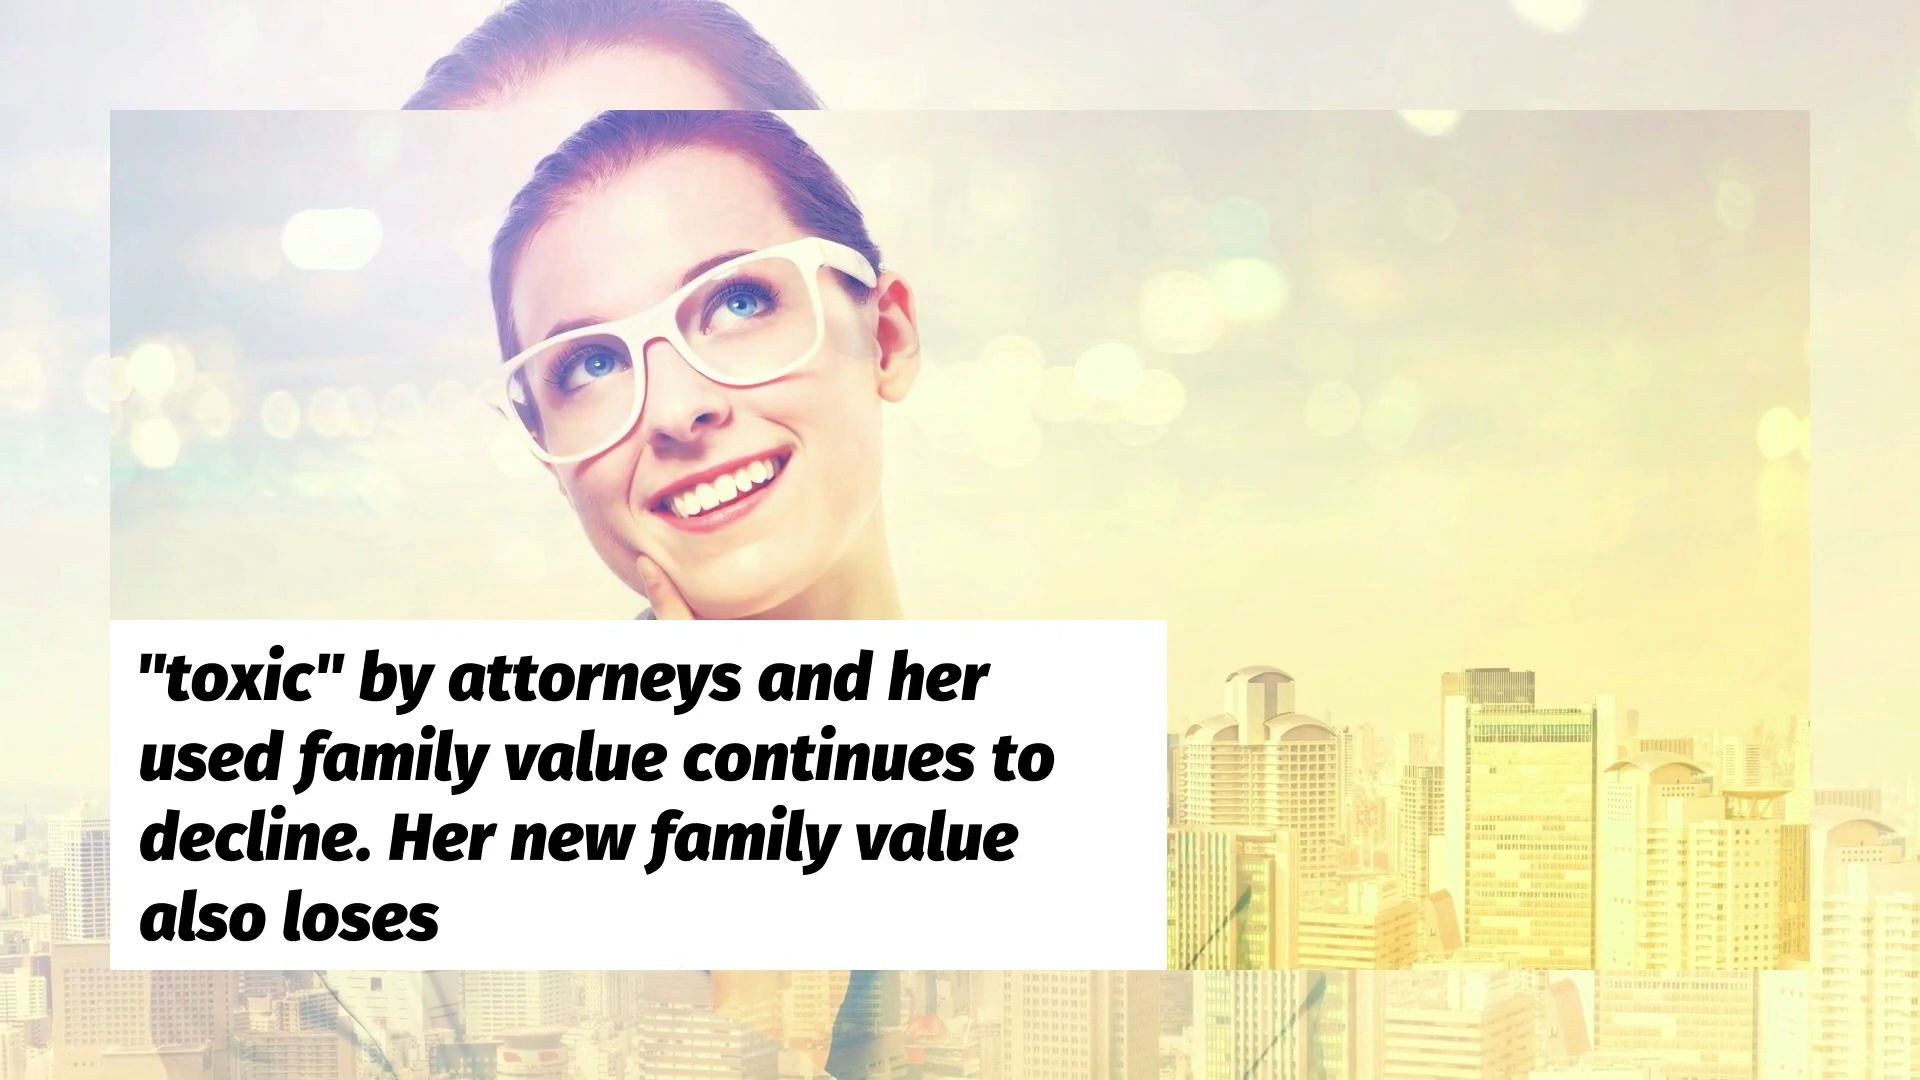 "toxic" by attorneys and her
used family value continues to
decline. Her new family value
also loses